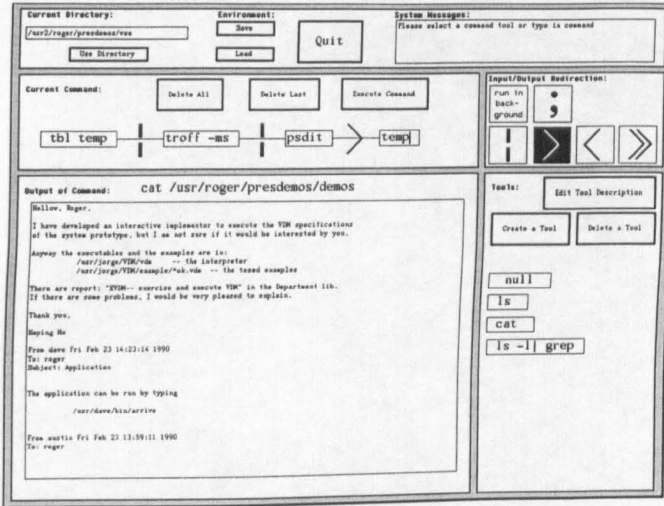 Current Directory:
/usr2/roger/presdemos/vse
Use Directory
Environment:
Save
Load
Quit
System Messages:
Please select a command tool or type in command
Current Command:
Delete All
Delete Last
Execute Command
tbl temp | troff -ms | psdit > temp
Input/Output Redirection:
run in
back-
ground
;
| > < >>
Output of Command: cat /usr/roger/presdemos/demos
Hellow, Roger,
I have developed an interactive implementor to execute the VDM specifications
of the system prototype, but I am not sure if it would be interested by you.
Anyway the executables and the examples are in:
/usr/jorge/VDM/vdm -- the interpreter
/usr/jorge/VDM/example/*ok.vdm -- the tesed examples
There are report: "XVDM-- exercise and execute VDM" in the Department lib.
If there are some problems, I would be very pleased to explain.
Thank you,
Heping He
From dave Fri Feb 23 14:23:14 1990
To: roger
Subject: Application
The application can be run by typing
/usr/dave/bin/arrive
From austin Fri Feb 23 13:59:11 1990
To: roger
Tools:
Edit Tool Description
Create a Tool
Delete a Tool
null
ls
cat
ls -l| grep